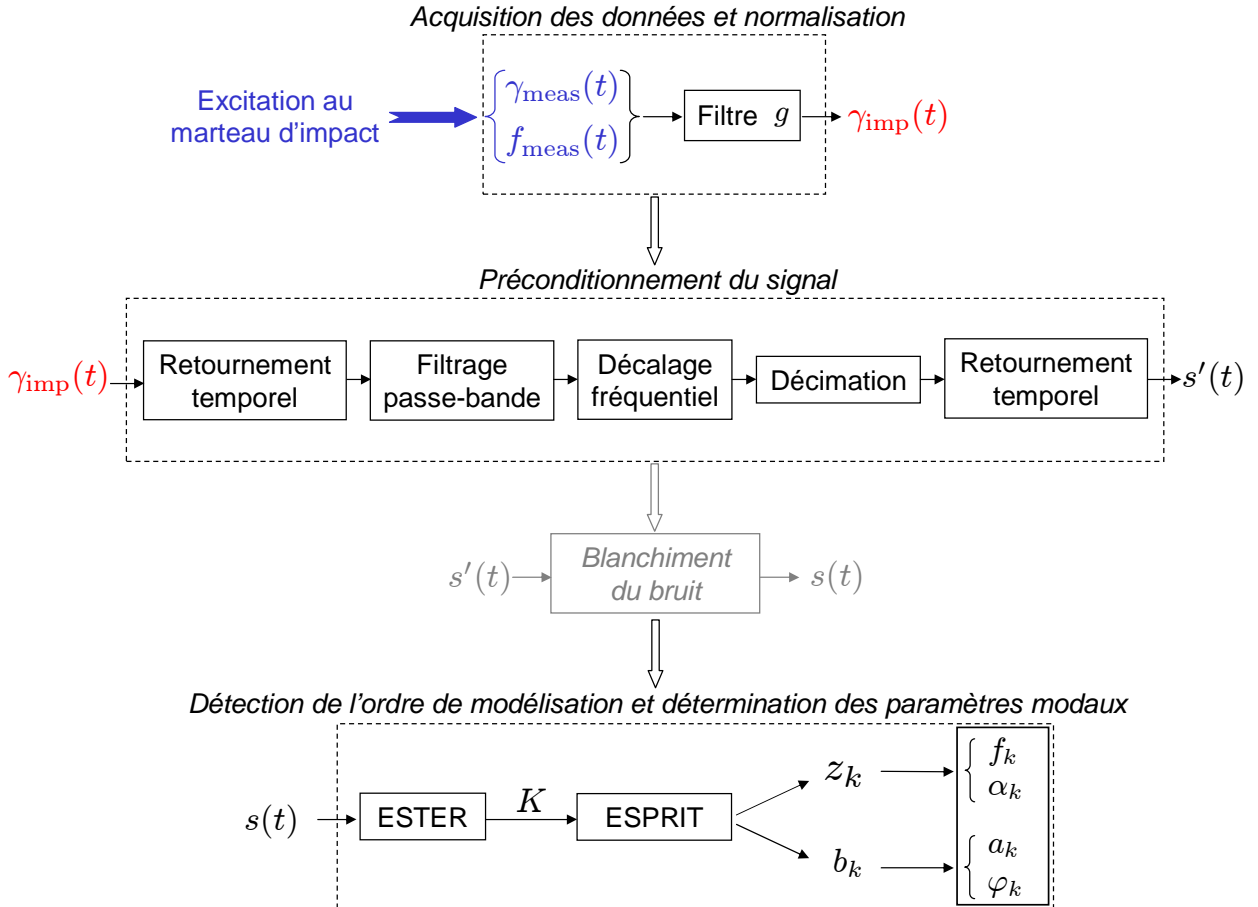 Acquisition des données et normalisation
Excitation au
marteau d'impact
γmeas(t)
fmeas(t)
Filtre g
γimp(t)
Préconditionnement du signal
γimp(t)
Retournement
temporel
Filtrage
passe-bande
Décalage
fréquentiel
Décimation
Retournement
temporel
s′(t)
s′(t)
Blanchiment
du bruit
s(t)
Détection de l'ordre de modélisation et détermination des paramètres modaux
s(t)
ESTER
K
ESPRIT
zk
fk
αk
bk
ak
φk